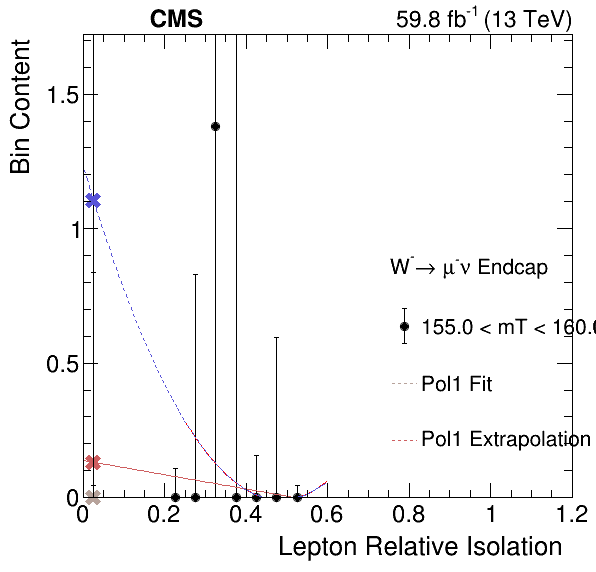 CMS 59.8 fb⁻¹ (13 TeV)
Bin Content
1.5
1
0.5
0
W⁻→ μ⁻ν Endcap
155.0 < mT < 160.0
Pol1 Fit
Pol1 Extrapolation
0 0.2 0.4 0.6 0.8 1 1.2
Lepton Relative Isolation